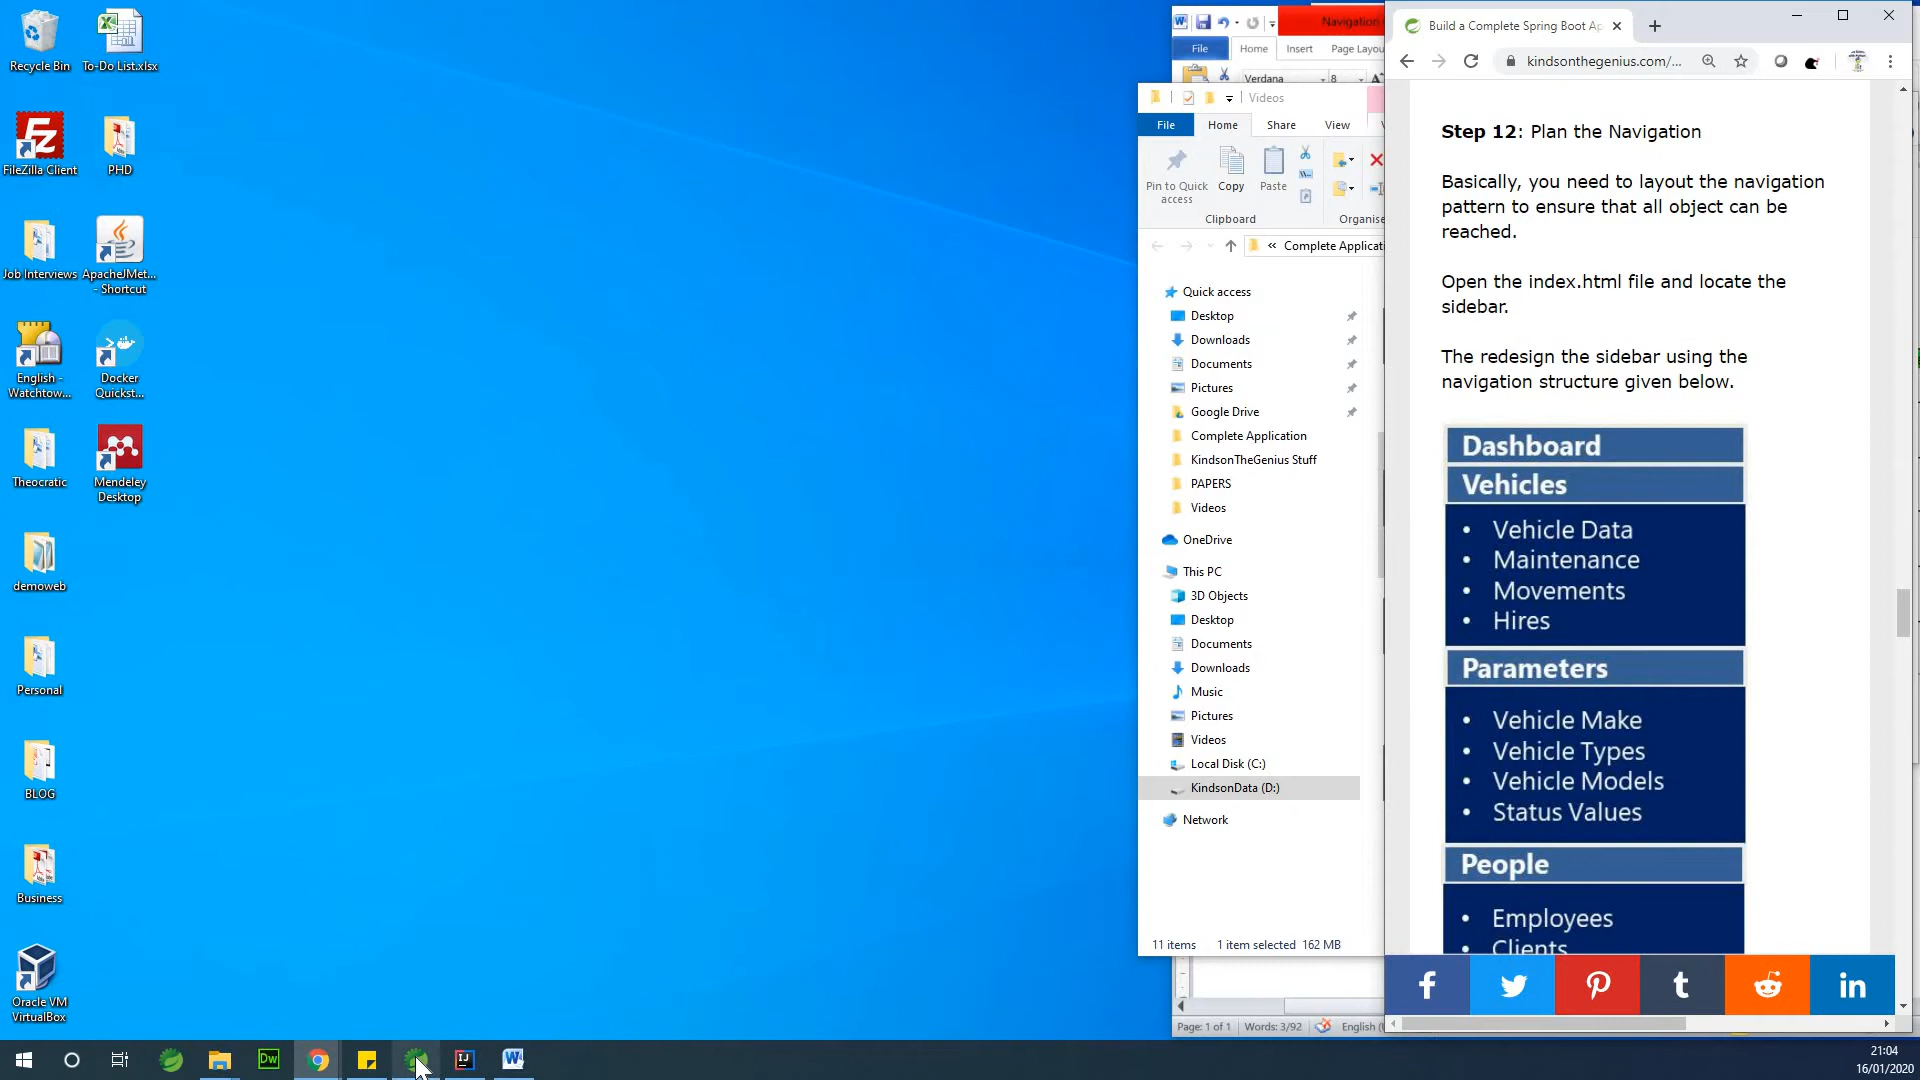 Recycle Bin
To-Do List.xlsx
FileZilla Client
PHD
Job Interviews
ApacheJMet...
- Shortcut
English -
Watchtow...
Docker
Quickst...
Theocratic
Mendeley
Desktop
demoweb
Personal
BLOG
Business
Oracle VM
VirtualBox
Navigation
File
Home
Insert
Page Layou
Verdana
8
Videos
File
Home
Share
View
Pin to Quick
access
Copy
Paste
Clipboard
Organise
« Complete Applicati
Quick access
Desktop
Downloads
Documents
Pictures
Google Drive
Complete Application
KindsonTheGenius Stuff
PAPERS
Videos
OneDrive
This PC
3D Objects
Desktop
Documents
Downloads
Music
Pictures
Videos
Local Disk (C:)
KindsonData (D:)
Network
11 items
1 item selected 162 MB
Page: 1 of 1
Words: 3/92
English (
Build a Complete Spring Boot Ap
kindsonthegenius.com/...
Step 12: Plan the Navigation
Basically, you need to layout the navigation
pattern to ensure that all object can be
reached.
Open the index.html file and locate the
sidebar.
The redesign the sidebar using the
navigation structure given below.
Dashboard
Vehicles
• Vehicle Data
• Maintenance
• Movements
• Hires
Parameters
• Vehicle Make
• Vehicle Types
• Vehicle Models
• Status Values
People
• Employees
• Clients
Dw
21:04
16/01/2020